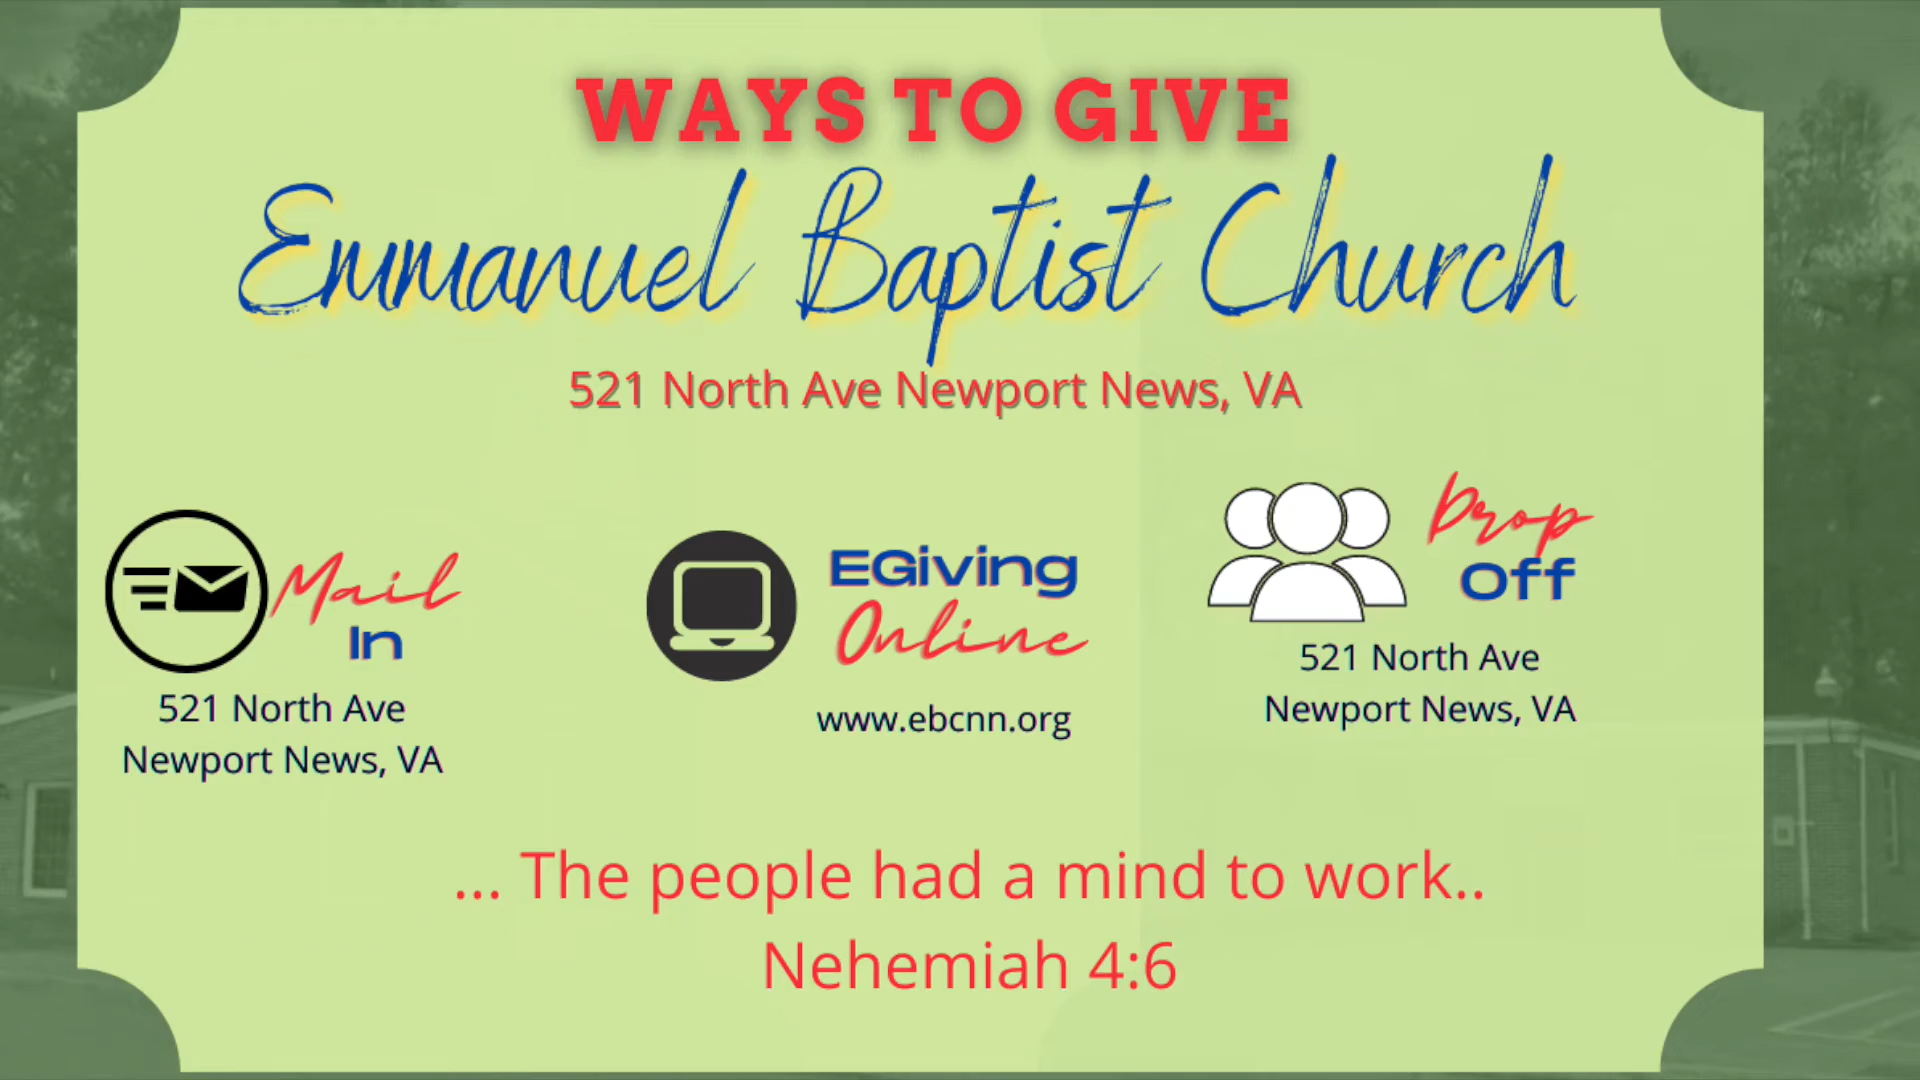 WAYS TO GIVE
Emmanuel Baptist Church
521 North Ave Newport News, VA
Mail
In
521 North Ave
Newport News, VA
EGiving
Online
www.ebcnn.org
Drop
Off
521 North Ave
Newport News, VA
... The people had a mind to work..
Nehemiah 4:6